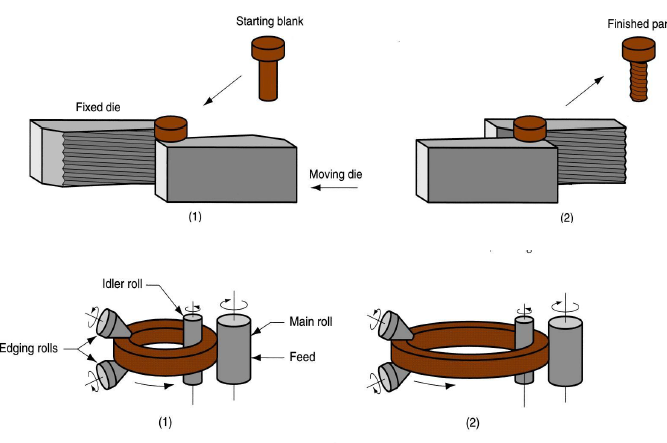 Starting blank
Finished par
Fixed die
Moving die
(1)
(2)
Idler roll
Main roll
Edging rolls
Feed
(1)
(2)